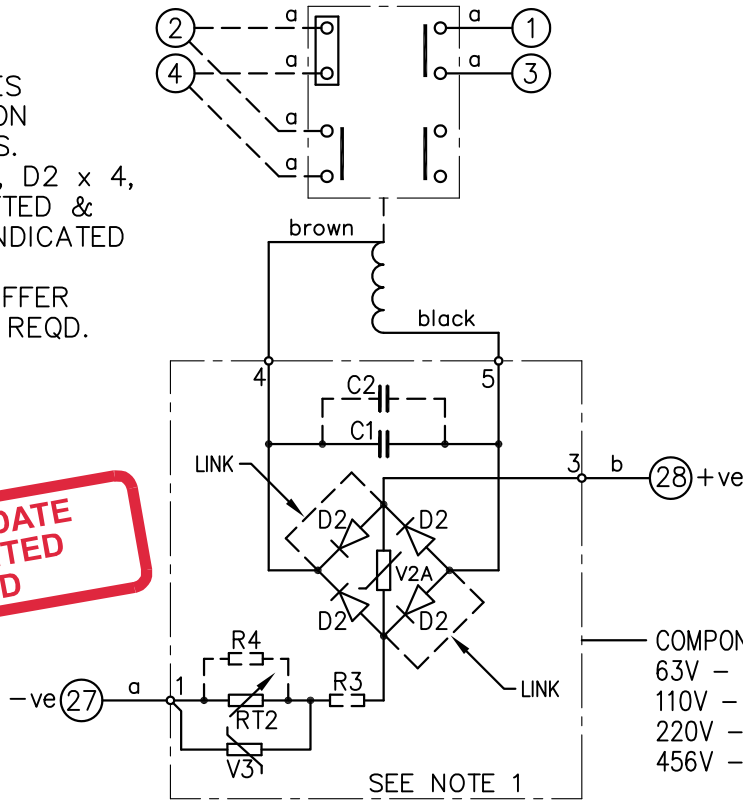 2 a a 1
4 a a 3
a
a
ES
ON
S.
, D2 x 4,
TED &
NDICATED
FFER
REQD.
brown
black
4 5
C2
C1
LINK
3 b 28 +ve
D2 D2
V2A
D2 D2
DATE
TED
D
R4
R3
LINK
-ve 27 a 1
RT2
V3
SEE NOTE 1
COMPON
63V -
110V -
220V -
456V -